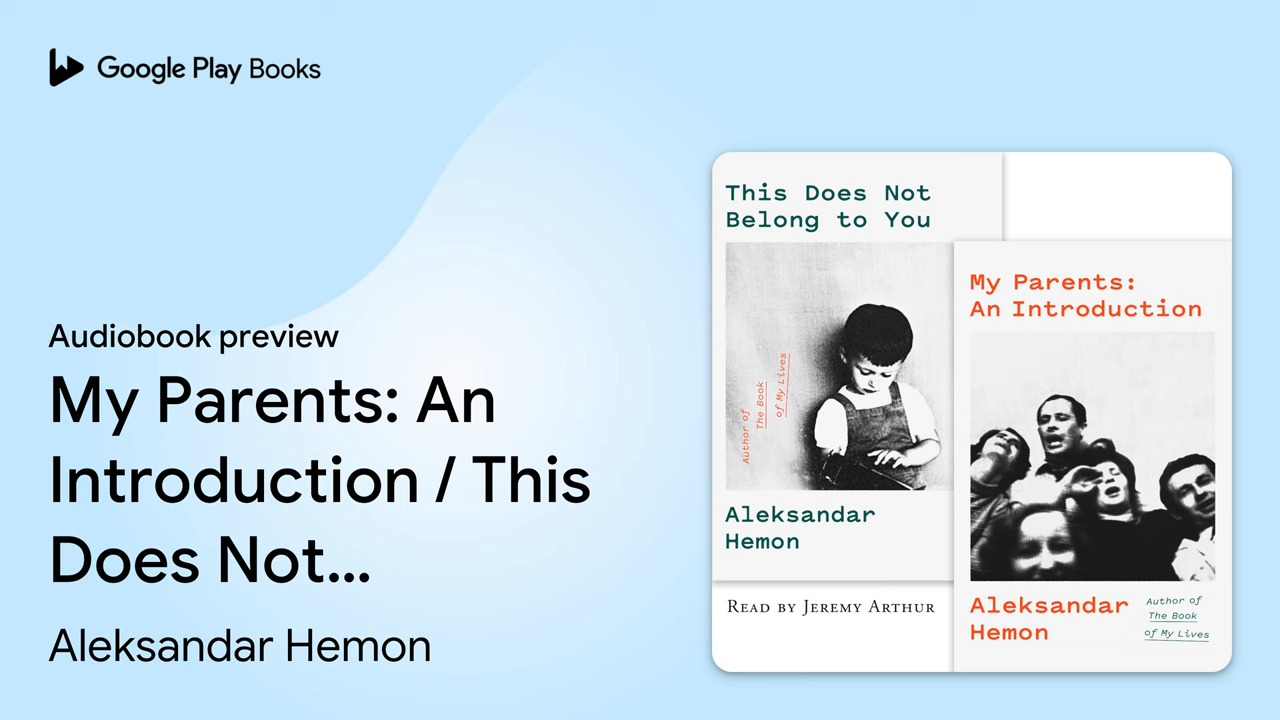 Google Play Books
Audiobook preview
My Parents: An
Introduction / This
Does Not...
Aleksandar Hemon
This Does Not
Belong to You
Author of
The Book
of My Lives
Aleksandar
Hemon
READ BY JEREMY ARTHUR
My Parents:
An Introduction
Aleksandar
Hemon
Author of
The Book
of My Lives